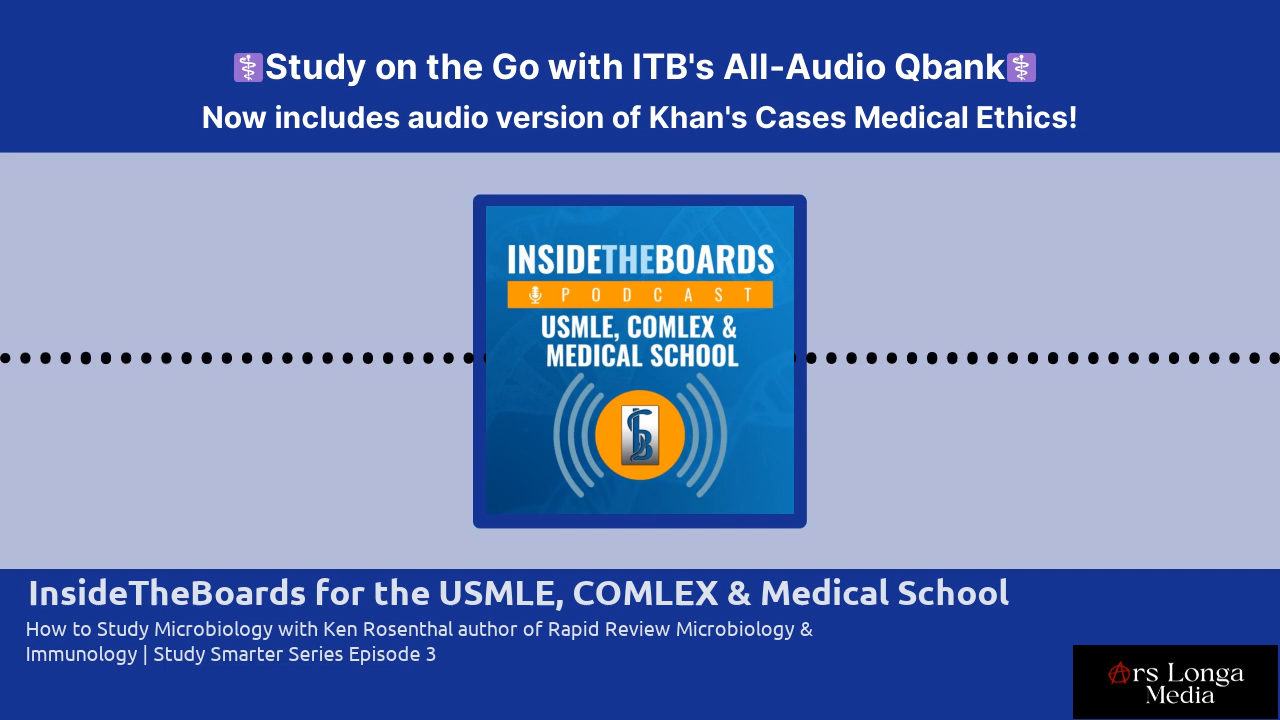 Study on the Go with ITB's All-Audio Qbank
Now includes audio version of Khan's Cases Medical Ethics!
INSIDETHEBOARDS
PODCAST
USMLE, COMLEX &
MEDICAL SCHOOL
InsideTheBoards for the USMLE, COMLEX & Medical School
How to Study Microbiology with Ken Rosenthal author of Rapid Review Microbiology &
Immunology | Study Smarter Series Episode 3
Ars Longa
Media